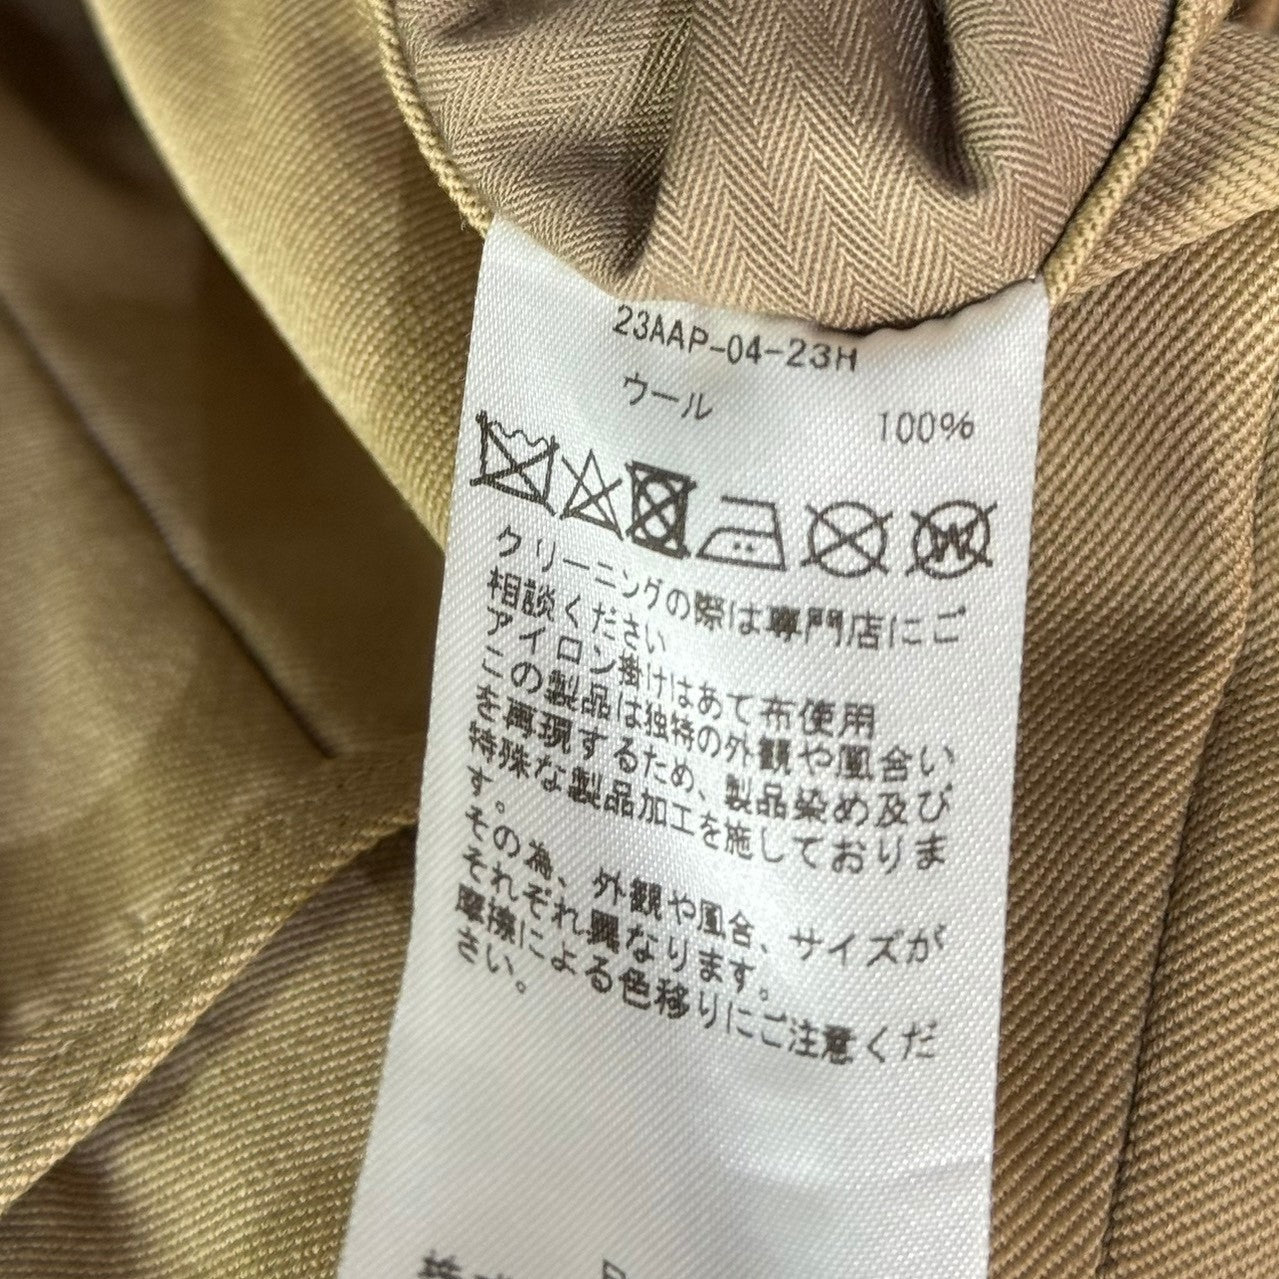 23AAP-04-23H
ウール 100%
クリーニングの際は専門店にご
相談ください
アイロン掛けはあて布使用
この製品は独特の外観や風合い
を再現するため、製品染め及び
特殊な製品加工を施しておりま
す。
その為、外観や風合、サイズが
それぞれ異なります。
摩擦による色移りにご注意くだ
さい。